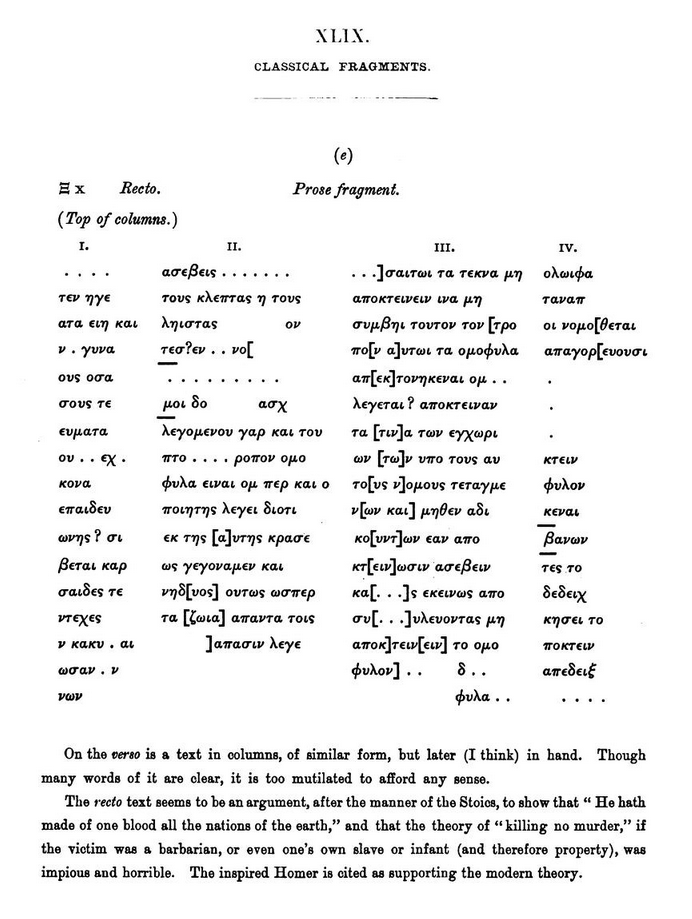 XLIX.
CLASSICAL FRAGMENTS.
(e)
Ξ x Recto. Prose fragment.
(Top of columns.)
I.
. . . .
τεν ηγε
ατα ειη και
ν . γυνα
ους οσα
σους τε
ευματα
ου . . εχ .
κονα
επαιδευ
ωνης ? σι
βεται καρ
σαιδες τε
ντεχες
ν κακυ . αι
ωσαν . ν
νων
II.
ασεβεις . . . . . . .
τους κλεπτας η τους
ληιστας ον
τεσ?εν . . νο[
. . . . . . . . .
μοι δο ασχ
λεγομενου γαρ και του
πτο . . . . ροπον ομο
φυλα ειναι ομ περ και ο
ποιητης λεγει διοτι
εκ της [α]υτης κρασε
ως γεγοναμεν και
νηδ[υος] ουτως ωσπερ
τα [ζωια] απαντα τοις
]απασιν λεγε
III.
. . .]σαιτωι τα τεκνα μη
αποκτεινειν ινα μη
συμβηι τουτον τον [τρο
πο[ν α]υτωι τα ομοφυλα
απ[εκ]τονηκεναι ομ . .
λεγεται ? αποκτειναν
τα [τιν]α των εγχωρι
ων [τω]ν υπο τους αυ
το[υς ν]ομους τεταγμε
ν[ων και] μηθεν αδι
κο[υντ]ων εαν απο
κτ[ειν]ωσιν ασεβειν
κα[. . .]ς εκεινως απο
συ[. . .]υλευοντας μη
αποκ]τειν[ειν] το ομο
φυλον] . . δ . .
φυλα . .
IV.
ολωιφα
ταναπ
οι νομο[θεται
απαγορ[ευουσι
.
.
.
κτειν
φυλον
κεναι
βανων
τες το
δεδειχ
κησει το
ποκτειν
απεδειξ
. . . .
On the verso is a text in columns, of similar form, but later (I think) in hand. Though
many words of it are clear, it is too mutilated to afford any sense.
The recto text seems to be an argument, after the manner of the Stoics, to show that “ He hath
made of one blood all the nations of the earth,” and that the theory of “killing no murder,” if
the victim was a barbarian, or even one's own slave or infant (and therefore property), was
impious and horrible. The inspired Homer is cited as supporting the modern theory.